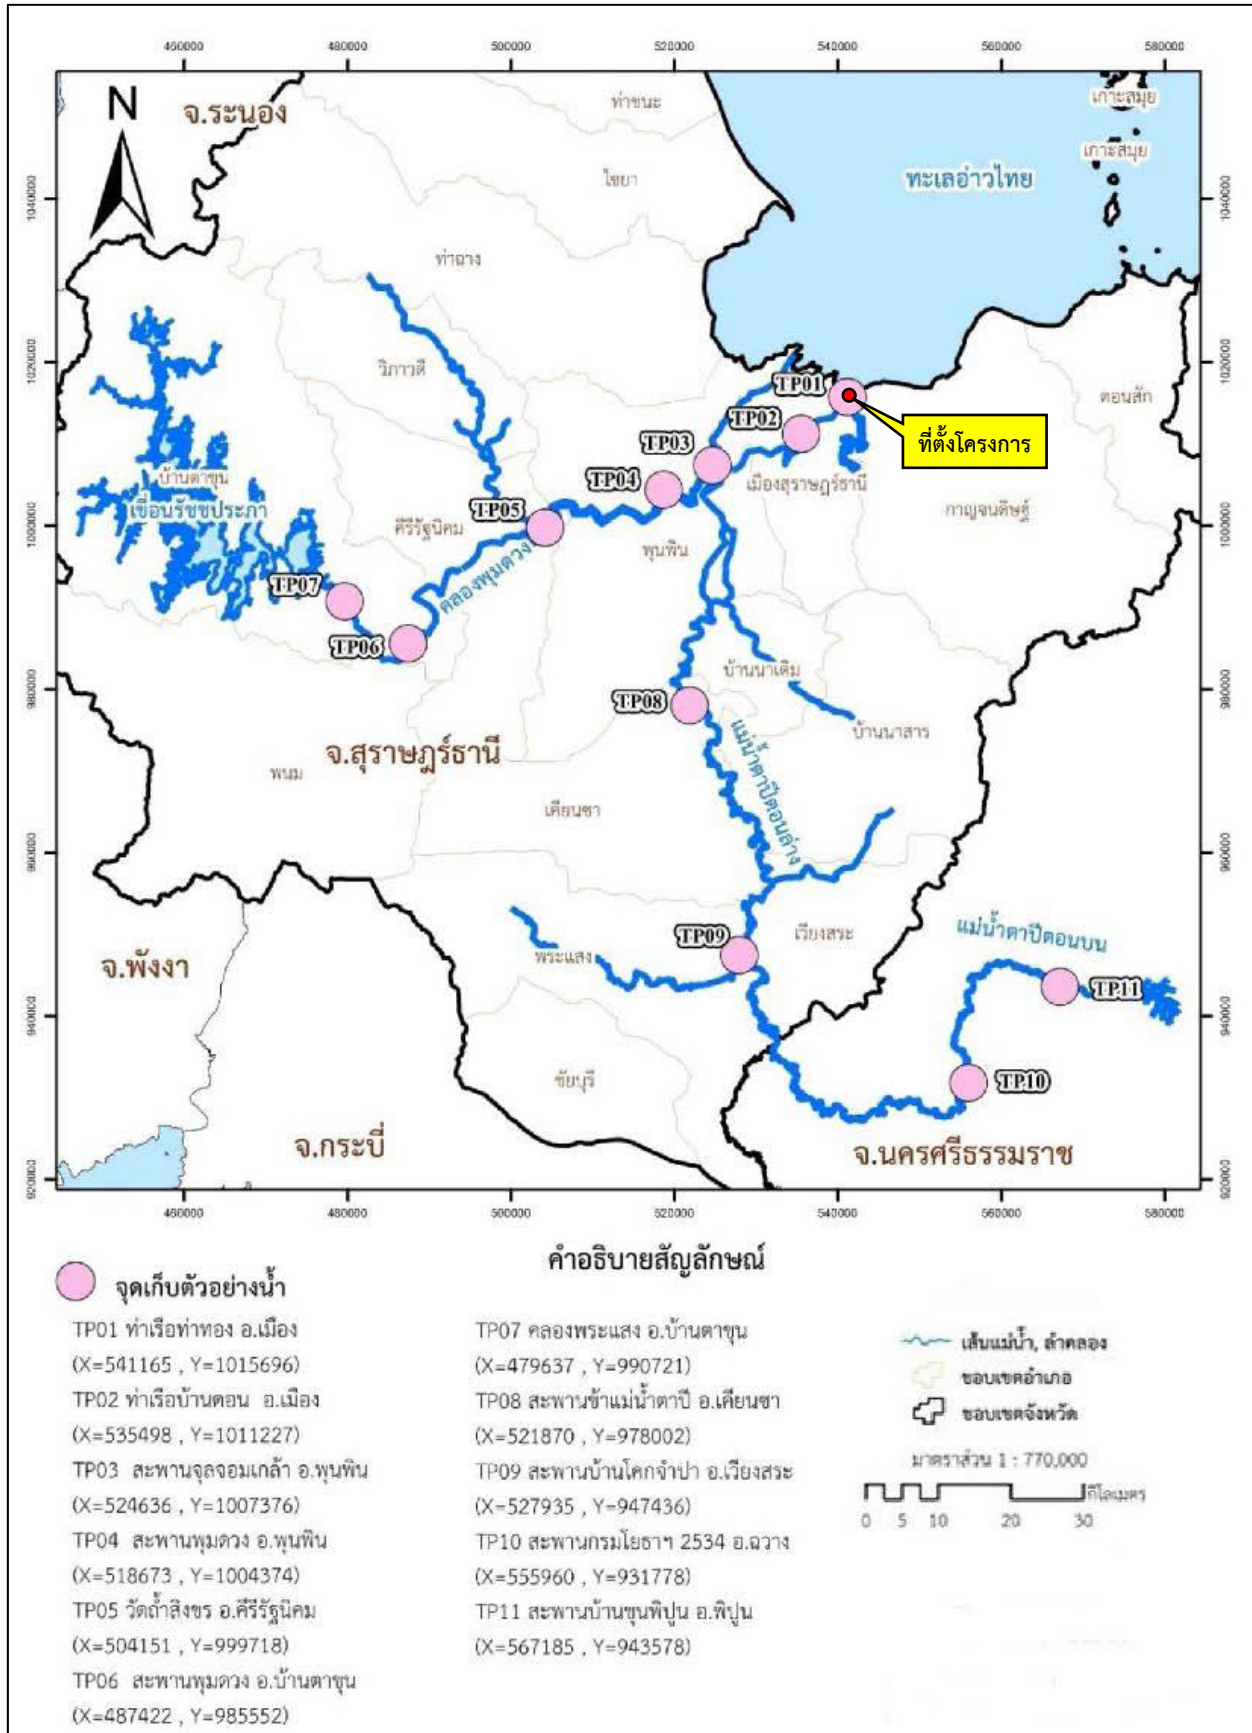 460000 480000 500000 520000 540000 560000 580000
N
จ.ระนอง
ท่าชนะ
เกาะสมุย
เกาะสมุย
ไชยา
ทะเลอ่าวไทย
1040000 1040000
ท่าฉาง
1020000 1020000
วิภาวดี
TP01
ดอนสัก
TP02
ที่ตั้งโครงการ
TP03
บ้านตาขุน
TP04
เมืองสุราษฎร์ธานี
เขื่อนรัชชประภา
TP05
กาญจนดิษฐ์
1000000 1000000
คีรีรัฐนิคม
พุนพิน
คลองพุมดวง
TP07
TP06
บ้านนาเดิม
980000 980000
TP08
บ้านนาสาร
จ.สุราษฎร์ธานี
แม่น้ำตาปีตอนล่าง
พนม
เคียนซา
960000 960000
แม่น้ำตาปีตอนบน
TP09
เวียงสระ
จ.พังงา
พระแสง
TP11
940000 940000
ชัยบุรี
TP10
จ.กระบี่
จ.นครศรีธรรมราช
920000 920000
460000 480000 500000 520000 540000 560000 580000
คำอธิบายสัญลักษณ์
จุดเก็บตัวอย่างน้ำ
TP01 ท่าเรือท่าทอง อ.เมือง
(X=541165 , Y=1015696)
TP02 ท่าเรือบ้านดอน อ.เมือง
(X=535498 , Y=1011227)
TP03 สะพานจุลจอมเกล้า อ.พุนพิน
(X=524636 , Y=1007376)
TP04 สะพานพุมดวง อ.พุนพิน
(X=518673 , Y=1004374)
TP05 วัดถ้ำสิงขร อ.คีรีรัฐนิคม
(X=504151 , Y=999718)
TP06 สะพานพุมดวง อ.บ้านตาขุน
(X=487422 , Y=985552)
TP07 คลองพระแสง อ.บ้านตาขุน
(X=479637 , Y=990721)
TP08 สะพานข้าแม่น้ำตาปี อ.เคียนซา
(X=521870 , Y=978002)
TP09 สะพานบ้านโคกจำปา อ.เวียงสระ
(X=527935 , Y=947436)
TP10 สะพานกรมโยธาฯ 2534 อ.ฉวาง
(X=555960 , Y=931778)
TP11 สะพานบ้านขุนพิปูน อ.พิปูน
(X=567185 , Y=943578)
เส้นแม่น้ำ, ลำคลอง
ขอบเขตอำเภอ
ขอบเขตจังหวัด
มาตราส่วน 1 : 770,000
กิโลเมตร
0 5 10 20 30